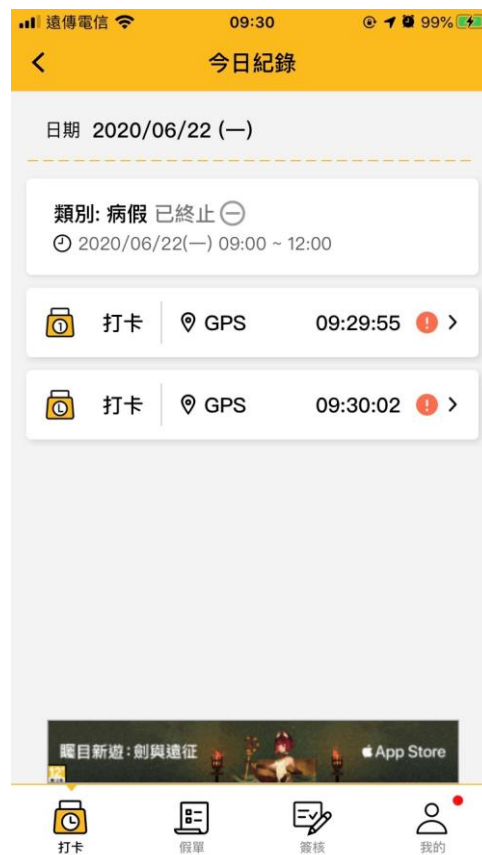 遠傳電信 09:30 99%
今日紀錄
日期 2020/06/22 (一)
類別: 病假 已終止
2020/06/22(一) 09:00 ~ 12:00
1 打卡 GPS 09:29:55 !
L 打卡 GPS 09:30:02 !
矚目新遊:劍與遠征 App Store
12+
打卡 假單 簽核 我的